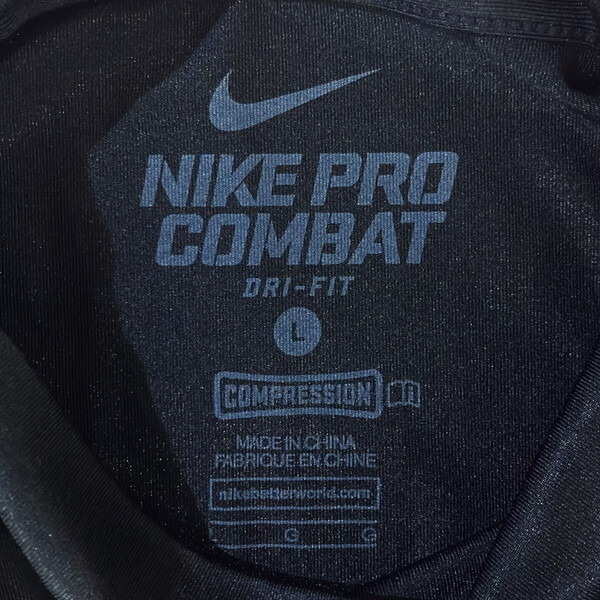 NIKE PRO
COMBAT
DRI-FIT
L
COMPRESSION
MADE IN CHINA
FABRIQUE EN CHINE
nikebetterworld.com
G G